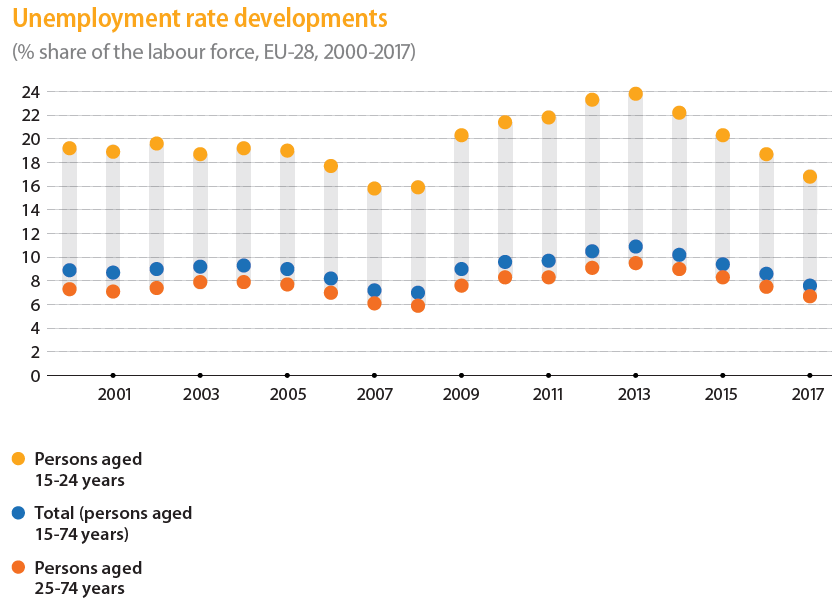 Unemployment rate developments
(% share of the labour force, EU-28, 2000-2017)
24
22
20
18
16
14
12
10
8
6
4
2
0
2001 2003 2005 2007 2009 2011 2013 2015 2017
Persons aged
15-24 years
Total (persons aged
15-74 years)
Persons aged
25-74 years